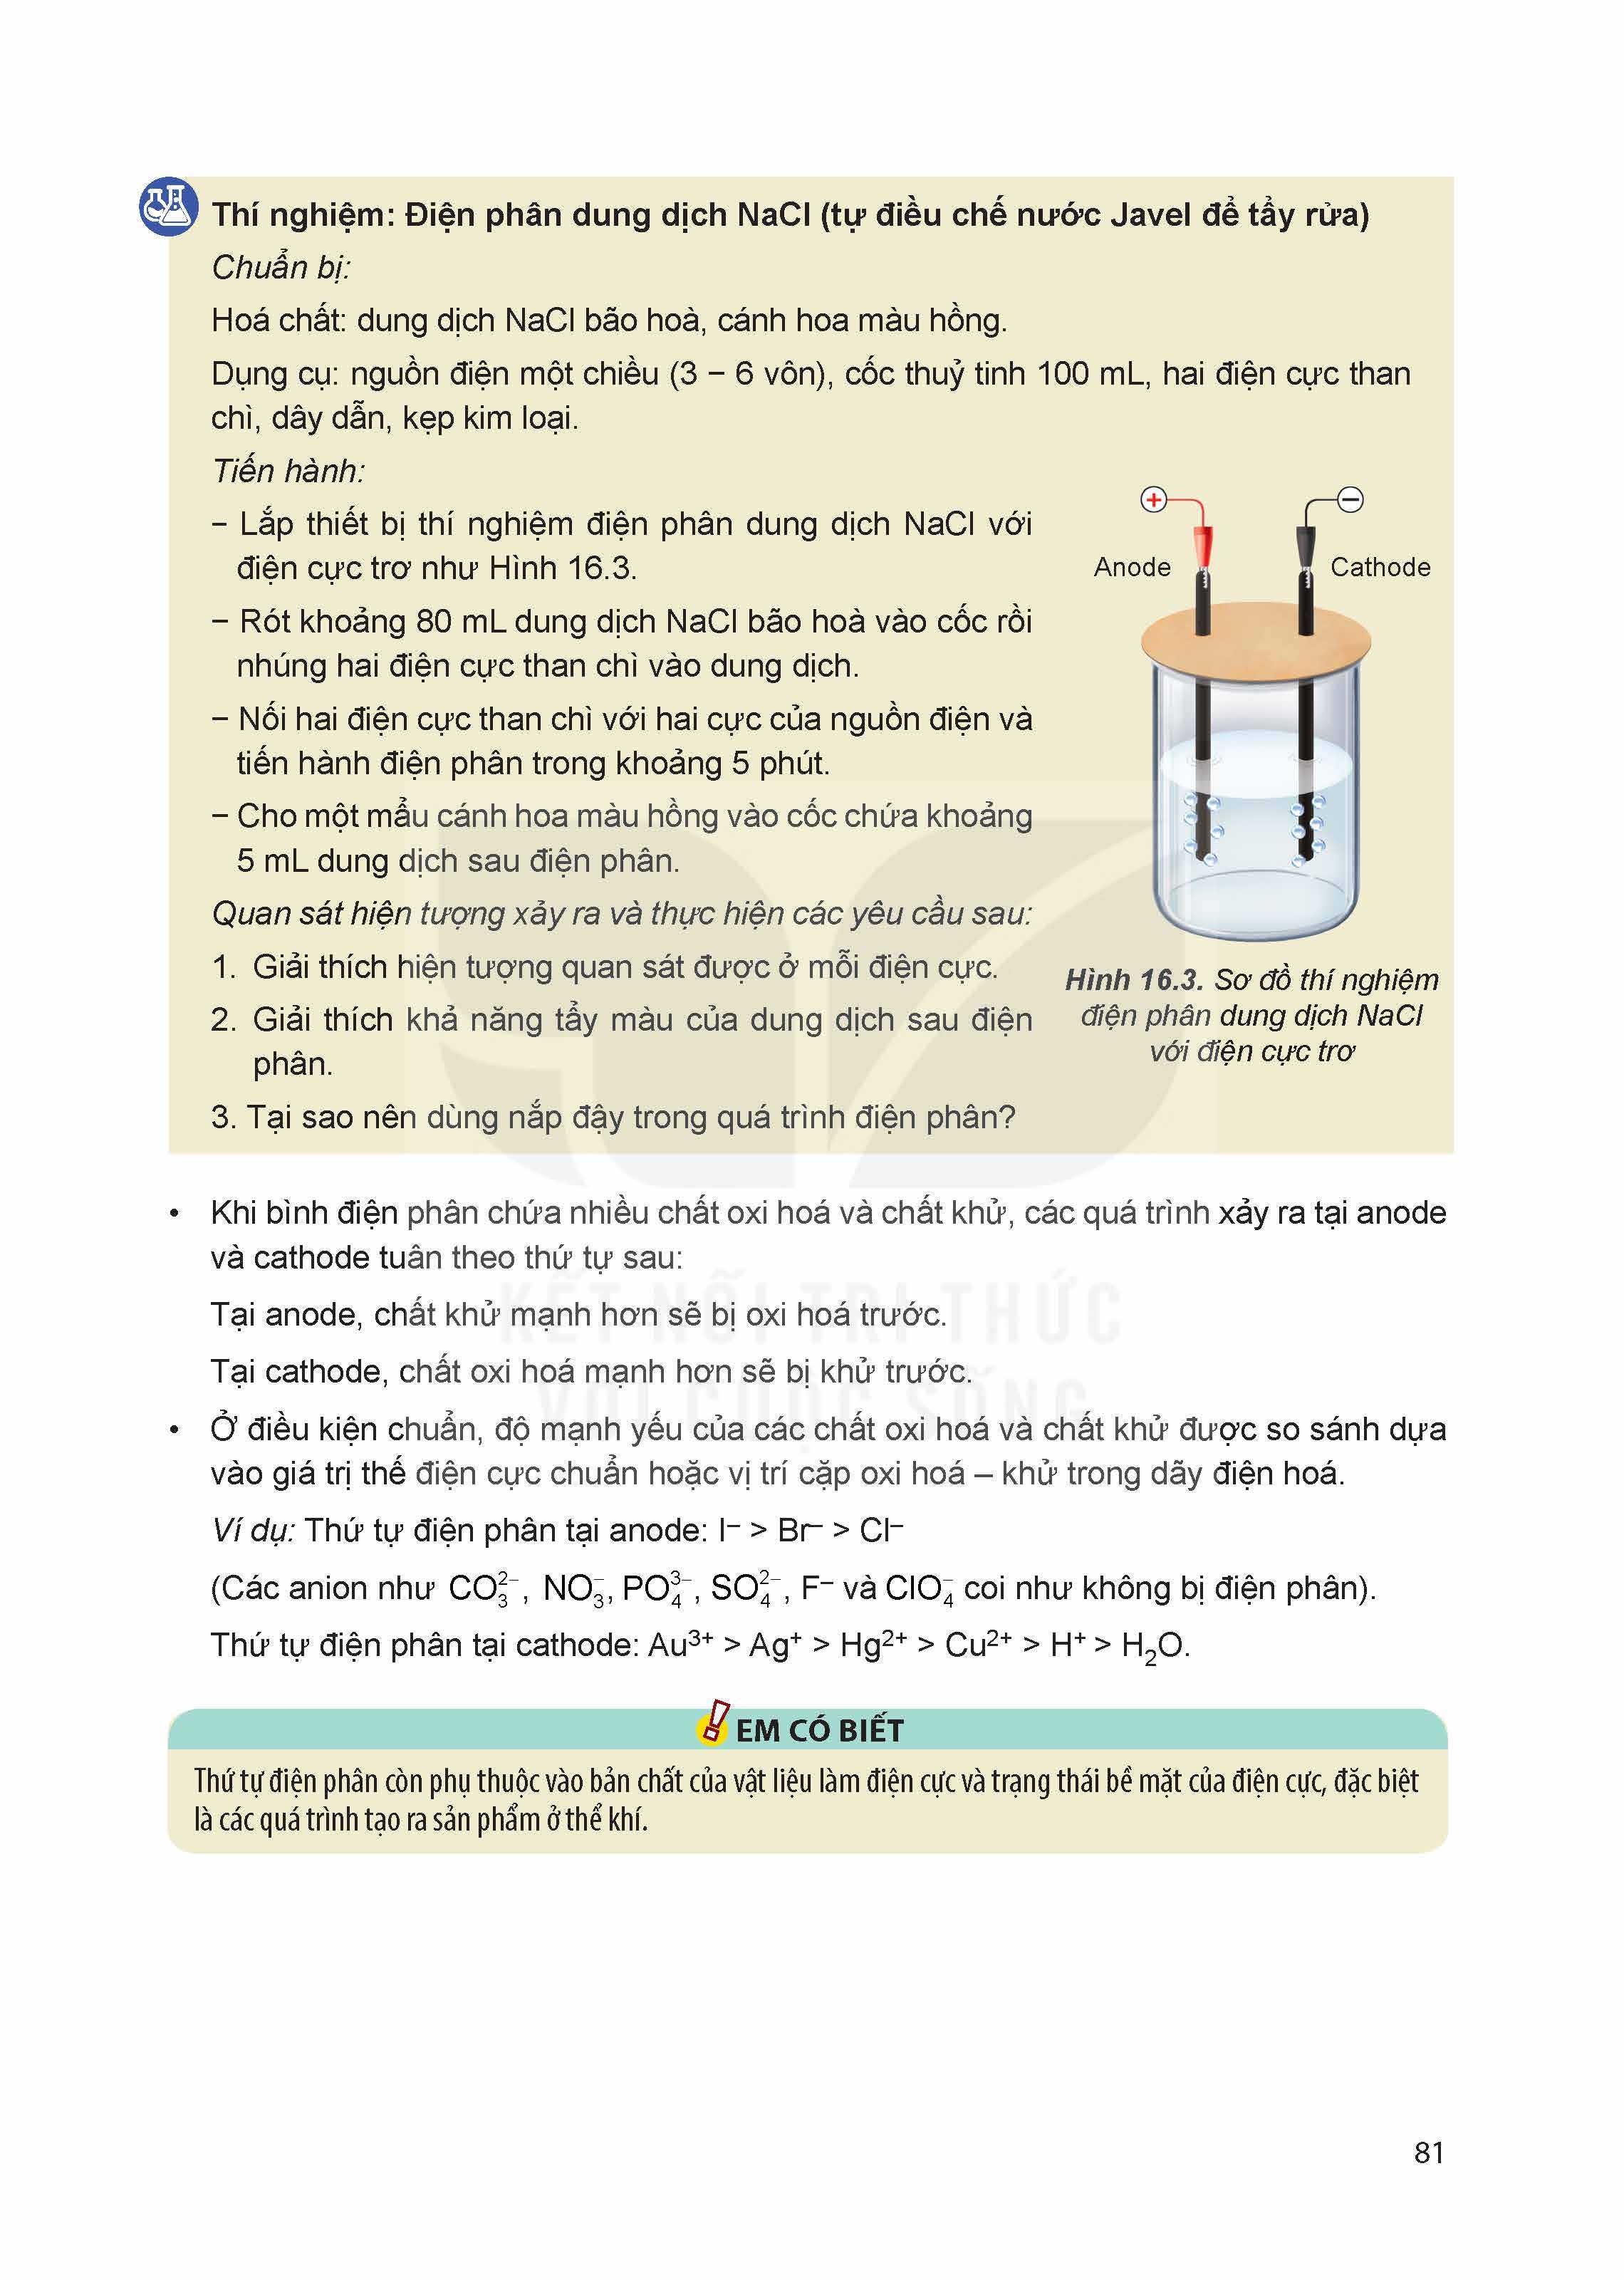 Thí nghiệm: Điện phân dung dịch NaCl (tự điều chế nước Javel để tẩy rửa)
Chuẩn bị:
Hoá chất: dung dịch NaCl bão hoà, cánh hoa màu hồng.
Dụng cụ: nguồn điện một chiều (3 − 6 vôn), cốc thuỷ tinh 100 mL, hai điện cực than
chì, dây dẫn, kẹp kim loại.
Tiến hành:
− Lắp thiết bị thí nghiệm điện phân dung dịch NaCl với
điện cực trơ như Hình 16.3.
− Rót khoảng 80 mL dung dịch NaCl bão hoà vào cốc rồi
nhúng hai điện cực than chì vào dung dịch.
− Nối hai điện cực than chì với hai cực của nguồn điện và
tiến hành điện phân trong khoảng 5 phút.
− Cho một mẩu cánh hoa màu hồng vào cốc chứa khoảng
5 mL dung dịch sau điện phân.
Quan sát hiện tượng xảy ra và thực hiện các yêu cầu sau:
1. Giải thích hiện tượng quan sát được ở mỗi điện cực.
2. Giải thích khả năng tẩy màu của dung dịch sau điện
phân.
3. Tại sao nên dùng nắp đậy trong quá trình điện phân?
+ −
Anode Cathode
Hình 16.3. Sơ đồ thí nghiệm
điện phân dung dịch NaCl
với điện cực trơ
• Khi bình điện phân chứa nhiều chất oxi hoá và chất khử, các quá trình xảy ra tại anode
và cathode tuân theo thứ tự sau:
Tại anode, chất khử mạnh hơn sẽ bị oxi hoá trước.
Tại cathode, chất oxi hoá mạnh hơn sẽ bị khử trước.
• Ở điều kiện chuẩn, độ mạnh yếu của các chất oxi hoá và chất khử được so sánh dựa
vào giá trị thế điện cực chuẩn hoặc vị trí cặp oxi hoá – khử trong dãy điện hoá.
Ví dụ: Thứ tự điện phân tại anode: I⁻ > Br⁻ > Cl⁻
(Các anion như CO₃²⁻, NO₃⁻, PO₄³⁻, SO₄²⁻, F⁻ và ClO₄⁻ coi như không bị điện phân).
Thứ tự điện phân tại cathode: Au³⁺ > Ag⁺ > Hg²⁺ > Cu²⁺ > H⁺ > H₂O.
KẾT NỐI TRI THỨC
VỚI CUỘC SỐNG
EM CÓ BIẾT
Thứ tự điện phân còn phụ thuộc vào bản chất của vật liệu làm điện cực và trạng thái bề mặt của điện cực, đặc biệt
là các quá trình tạo ra sản phẩm ở thể khí.
81